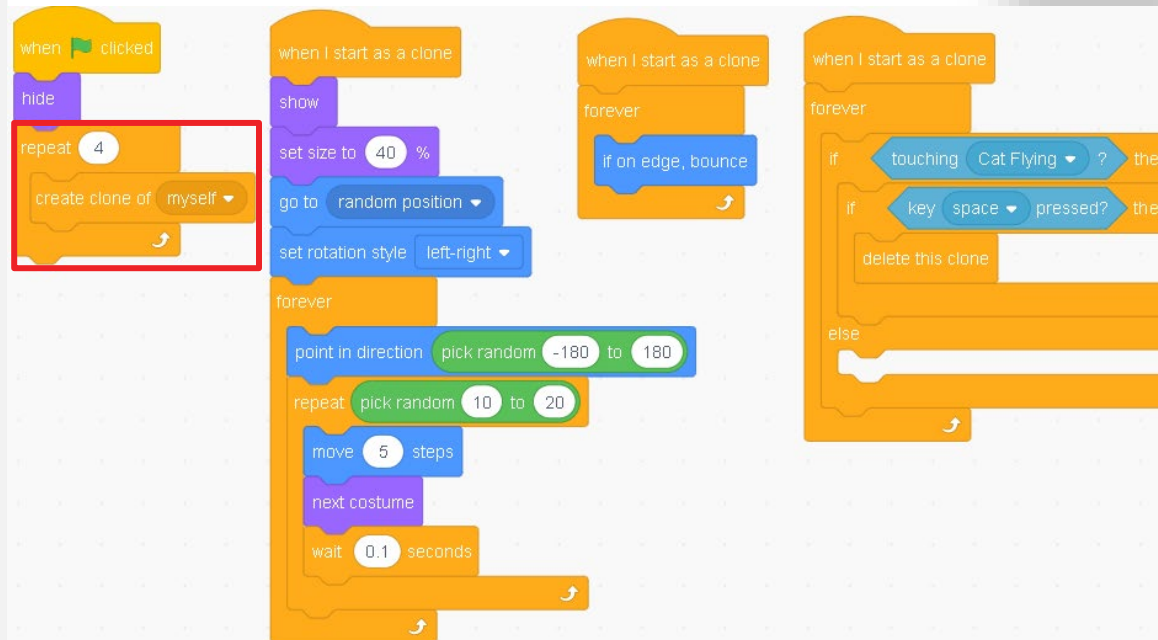 when clicked
hide
repeat 4
create clone of myself
when I start as a clone
show
set size to 40 %
go to random position
set rotation style left-right
forever
point in direction pick random -180 to 180
repeat pick random 10 to 20
move 5 steps
next costume
wait 0.1 seconds
when I start as a clone
forever
if on edge, bounce
when I start as a clone
forever
if touching Cat Flying ? the
if key space pressed? the
delete this clone
else